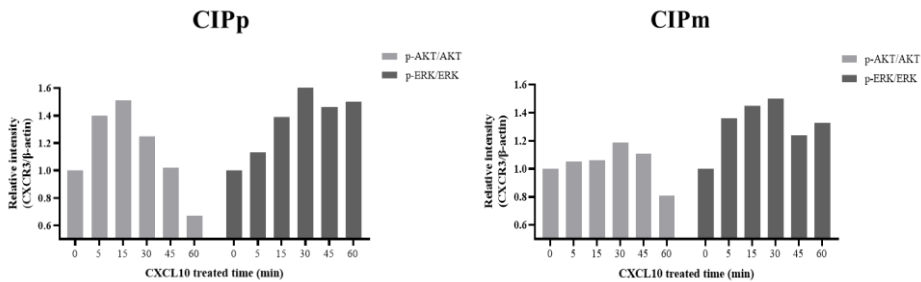 CIPp
p-AKT/AKT
p-ERK/ERK
Relative intensity
(CXCR3/β-actin)
1.6
1.4
1.2
1.0
0.8
0.6
0 5 15 30 45 60 0 5 15 30 45 60
CXCL10 treated time (min)
CIPm
p-AKT/AKT
p-ERK/ERK
Relative intensity
(CXCR3/β-actin)
1.6
1.4
1.2
1.0
0.8
0.6
0 5 15 30 45 60 0 5 15 30 45 60
CXCL10 treated time (min)